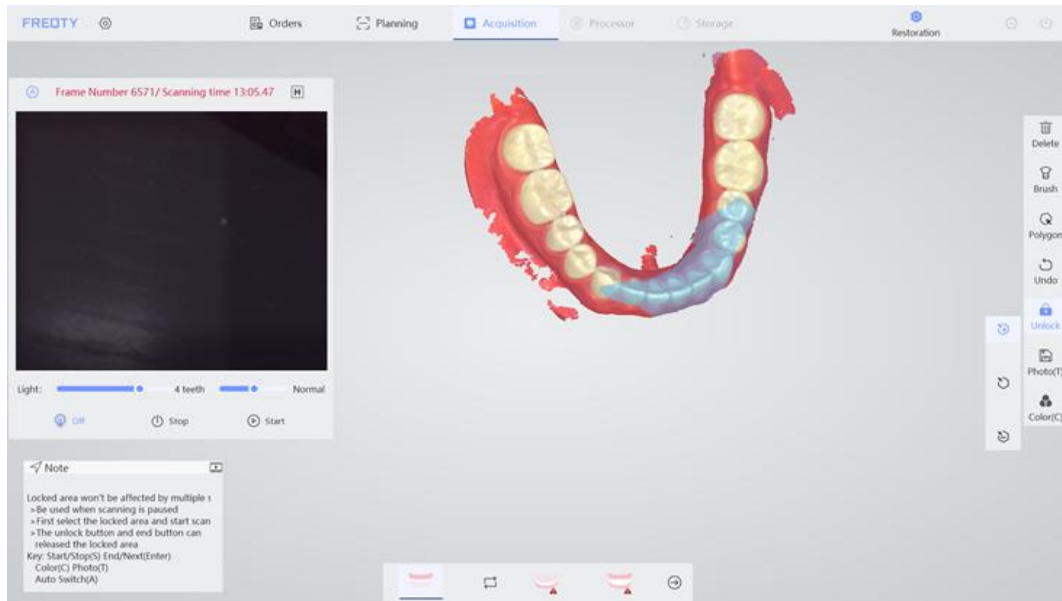 FREDTY
Orders
Planning
Acquisition
Processor
Storage
Restoration
Frame Number 6571/ Scanning time 13:05.47
H
Light:
4 teeth
Normal
Off
Stop
Start
Note
Locked area won't be affected by multiple s
»Be used when scanning is paused
»First select the locked area and start scan
»The unlock button and end button can
released the locked area
Key: Start/Stop(S) End/Next(Enter)
Color(C) Photo(T)
Auto Switch(A)
Delete
Brush
Polygon
Undo
Unlock
Photo(T)
Color(C)